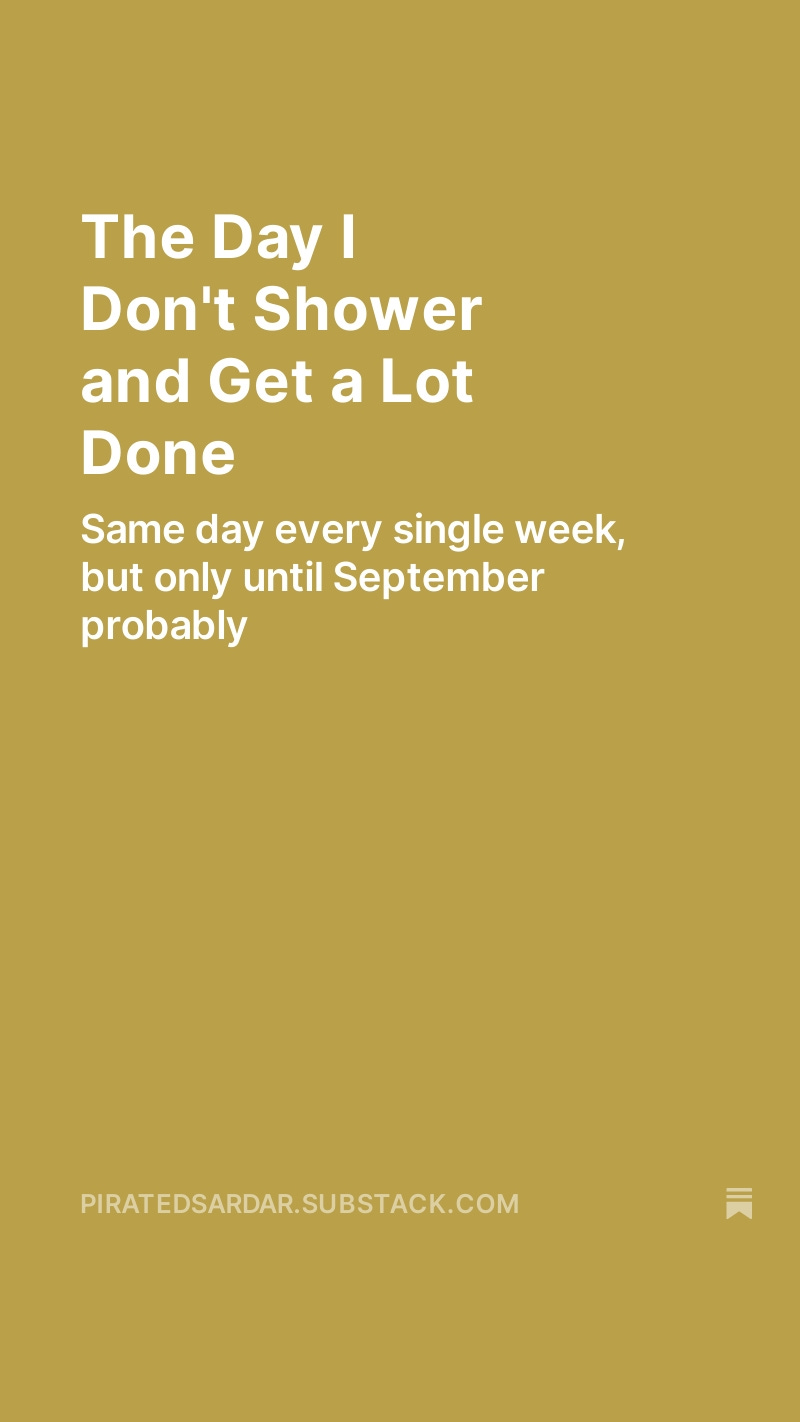 The Day I
Don't Shower
and Get a Lot
Done
Same day every single week,
but only until September
probably
PIRATEDSARDAR.SUBSTACK.COM